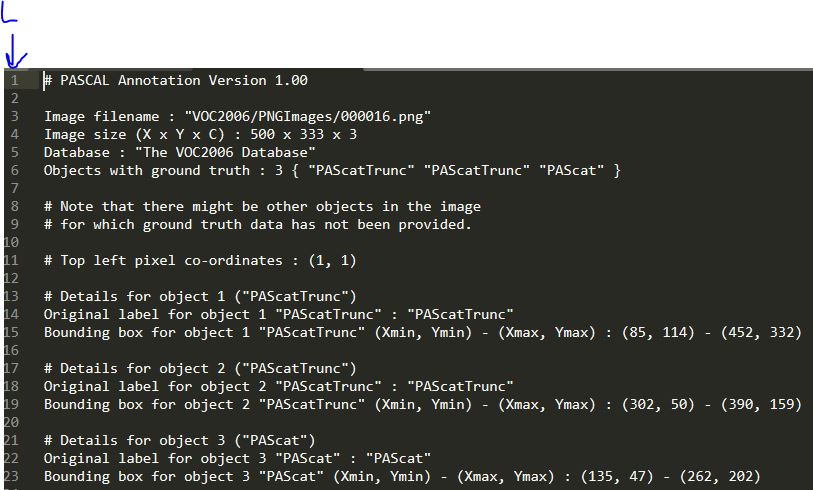 L
1 # PASCAL Annotation Version 1.00
2
3 Image filename : "VOC2006/PNGImages/000016.png"
4 Image size (X x Y x C) : 500 x 333 x 3
5 Database : "The VOC2006 Database"
6 Objects with ground truth : 3 { "PAScatTrunc" "PAScatTrunc" "PAScat" }
7
8 # Note that there might be other objects in the image
9 # for which ground truth data has not been provided.
10
11 # Top left pixel co-ordinates : (1, 1)
12
13 # Details for object 1 ("PAScatTrunc")
14 Original label for object 1 "PAScatTrunc" : "PAScatTrunc"
15 Bounding box for object 1 "PAScatTrunc" (Xmin, Ymin) - (Xmax, Ymax) : (85, 114) - (452, 332)
16
17 # Details for object 2 ("PAScatTrunc")
18 Original label for object 2 "PAScatTrunc" : "PAScatTrunc"
19 Bounding box for object 2 "PAScatTrunc" (Xmin, Ymin) - (Xmax, Ymax) : (302, 50) - (390, 159)
20
21 # Details for object 3 ("PAScat")
22 Original label for object 3 "PAScat" : "PAScat"
23 Bounding box for object 3 "PAScat" (Xmin, Ymin) - (Xmax, Ymax) : (135, 47) - (262, 202)